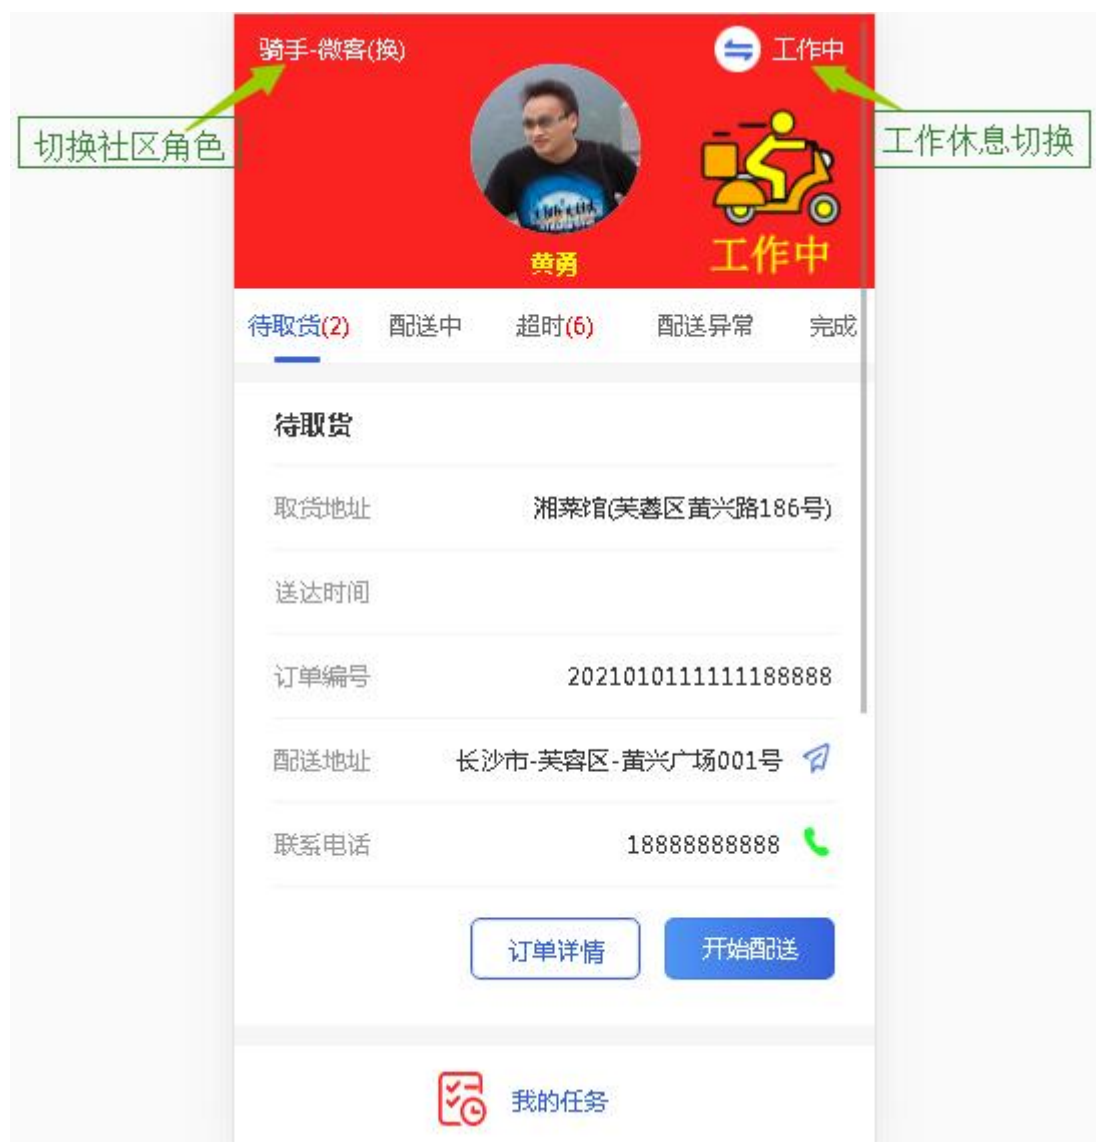 骑手-微客(换)
工作中
切换社区角色
工作休息切换
工作中
黄勇
待取货(2) 配送中 超时(6) 配送异常 完成
待取货
取货地址 湘菜馆(芙蓉区黄兴路186号)
送达时间
订单编号 2021010111111188888
配送地址 长沙市-芙容区-黄兴广场001号
联系电话 18888888888
订单详情 开始配送
我的任务